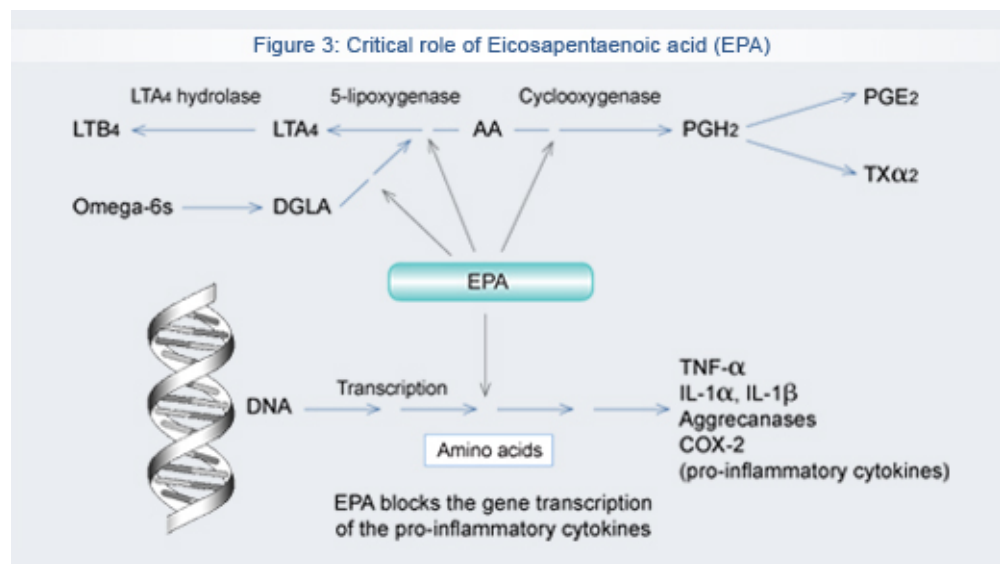 Figure 3: Critical role of Eicosapentaenoic acid (EPA)
LTA4 hydrolase
5-lipoxygenase
Cyclooxygenase
PGE2
LTB4
LTA4
AA
PGH2
TXα2
Omega-6s
DGLA
EPA
DNA
Transcription
TNF-α
IL-1α, IL-1β
Aggrecanases
COX-2
(pro-inflammatory cytokines)
Amino acids
EPA blocks the gene transcription
of the pro-inflammatory cytokines